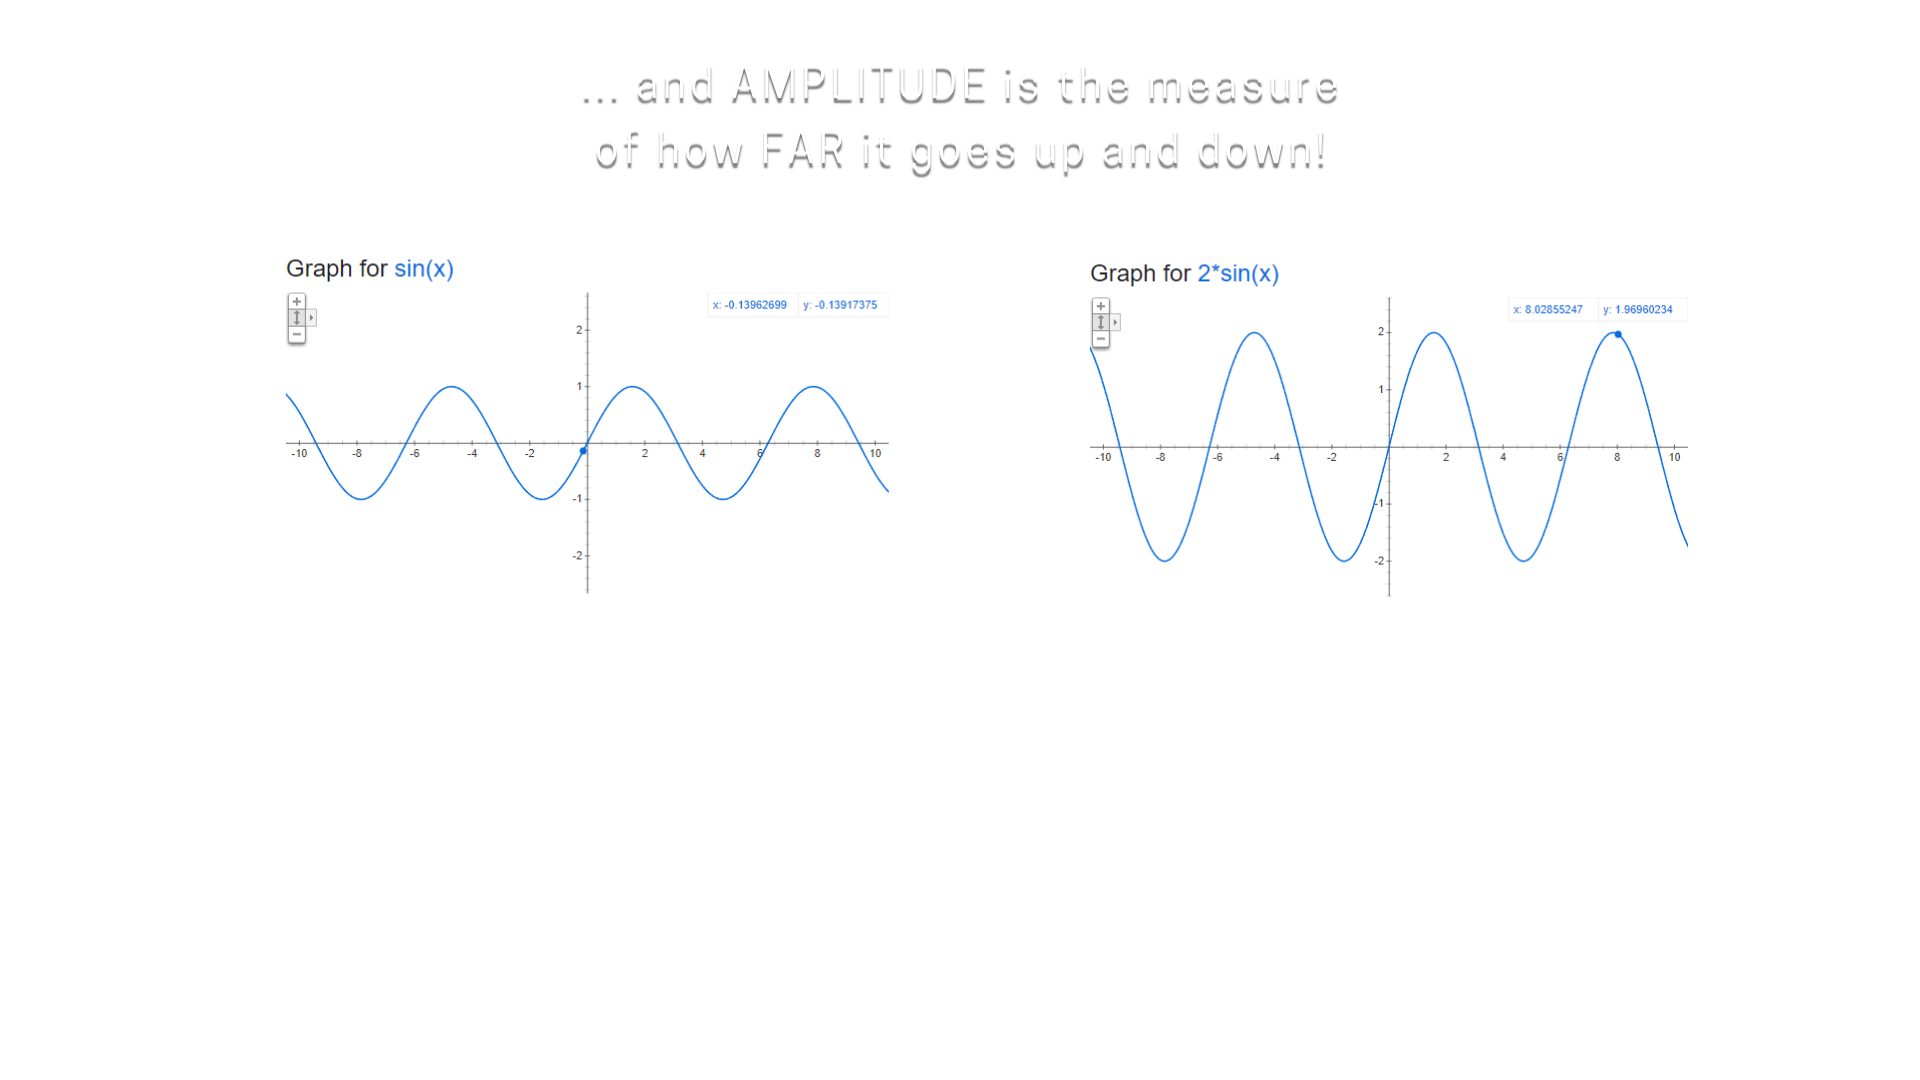 ... and AMPLITUDE is the measure
of how FAR it goes up and down!
Graph for sin(x)
x: -0.13962699 y: -0.13917375
2
1
-10 -8 -6 -4 -2 2 4 6 8 10
-1
-2
Graph for 2*sin(x)
x: 8.02855247 y: 1.96960234
2
1
-10 -8 -6 -4 -2 2 4 6 8 10
-1
-2